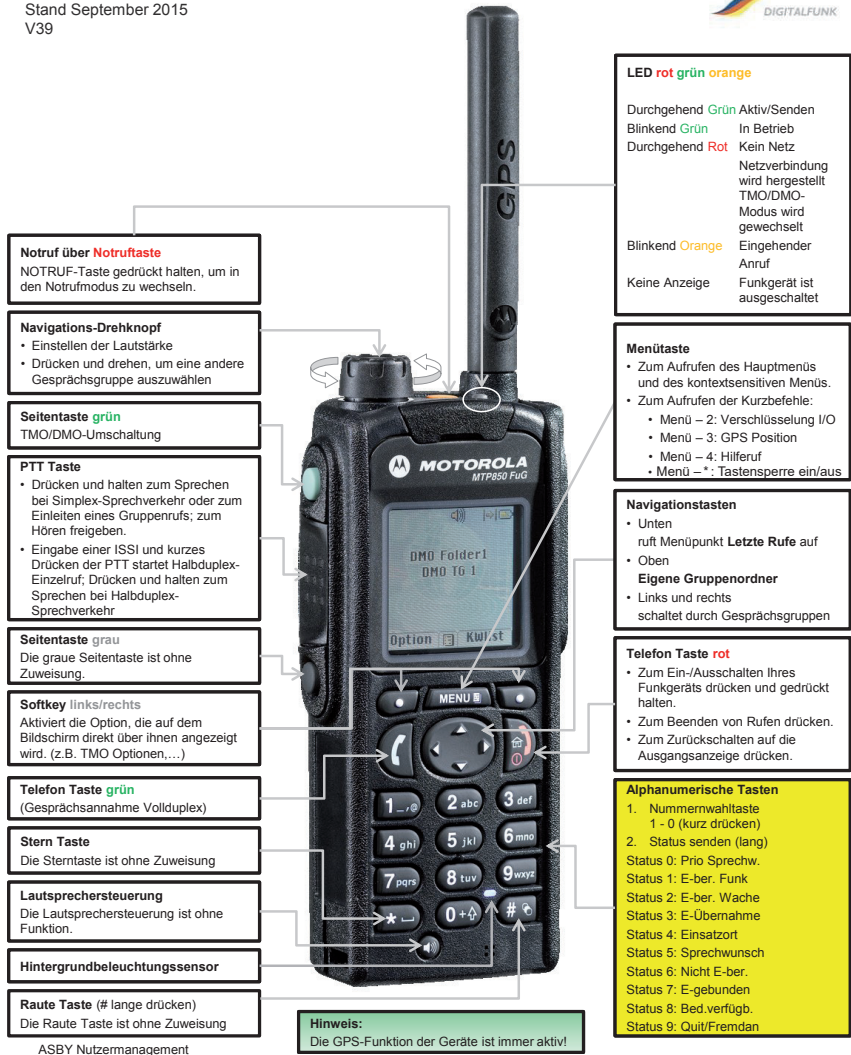 Stand September 2015
V39
DIGITALFUNK
LED rot grün orange
Durchgehend Grün Aktiv/Senden
Blinkend Grün In Betrieb
Durchgehend Rot Kein Netz
Netzverbindung
wird hergestellt
TMO/DMO-
Modus wird
gewechselt
Blinkend Orange Eingehender
Anruf
Keine Anzeige Funkgerät ist
ausgeschaltet
Notruf über Notruftaste
NOTRUF-Taste gedrückt halten, um in
den Notrufmodus zu wechseln.
Navigations-Drehknopf
• Einstellen der Lautstärke
• Drücken und drehen, um eine andere
Gesprächsgruppe auszuwählen
Seitentaste grün
TMO/DMO-Umschaltung
PTT Taste
• Drücken und halten zum Sprechen
bei Simplex-Sprechverkehr oder zum
Einleiten eines Gruppenrufs; zum
Hören freigeben.
• Eingabe einer ISSI und kurzes
Drücken der PTT startet Halbduplex-
Einzelruf; Drücken und halten zum
Sprechen bei Halbduplex-
Sprechverkehr
Seitentaste grau
Die graue Seitentaste ist ohne
Zuweisung.
Softkey links/rechts
Aktiviert die Option, die auf dem
Bildschirm direkt über ihnen angezeigt
wird. (z.B. TMO Optionen,…)
Telefon Taste grün
(Gesprächsannahme Vollduplex)
Stern Taste
Die Sterntaste ist ohne Zuweisung
Lautsprechersteuerung
Die Lautsprechersteuerung ist ohne
Funktion.
Hintergrundbeleuchtungssensor
Raute Taste (# lange drücken)
Die Raute Taste ist ohne Zuweisung
ASBY Nutzermanagement
GPS
MOTOROLA
MTP850 FuG
DMO Folder1
DMO TG 1
Option KWlist
MENU
1_,@ 2 abc 3 def
4 ghi 5 jkl 6 mno
7 pqrs 8 tuv 9 wxyz
* 0+ #
Hinweis:
Die GPS-Funktion der Geräte ist immer aktiv!
Menütaste
• Zum Aufrufen des Hauptmenüs
und des kontextsensitiven Menüs.
• Zum Aufrufen der Kurzbefehle:
• Menü – 2: Verschlüsselung I/O
• Menü – 3: GPS Position
• Menü – 4: Hilferuf
• Menü – * : Tastensperre ein/aus
Navigationstasten
• Unten
ruft Menüpunkt Letzte Rufe auf
• Oben
Eigene Gruppenordner
• Links und rechts
schaltet durch Gesprächsgruppen
Telefon Taste rot
• Zum Ein-/Ausschalten Ihres
Funkgeräts drücken und gedrückt
halten.
• Zum Beenden von Rufen drücken.
• Zum Zurückschalten auf die
Ausgangsanzeige drücken.
Alphanumerische Tasten
1. Nummernwahltaste
1 - 0 (kurz drücken)
2. Status senden (lang)
Status 0: Prio Sprechw.
Status 1: E-ber. Funk
Status 2: E-ber. Wache
Status 3: E-Übernahme
Status 4: Einsatzort
Status 5: Sprechwunsch
Status 6: Nicht E-ber.
Status 7: E-gebunden
Status 8: Bed.verfügb.
Status 9: Quit/Fremdan